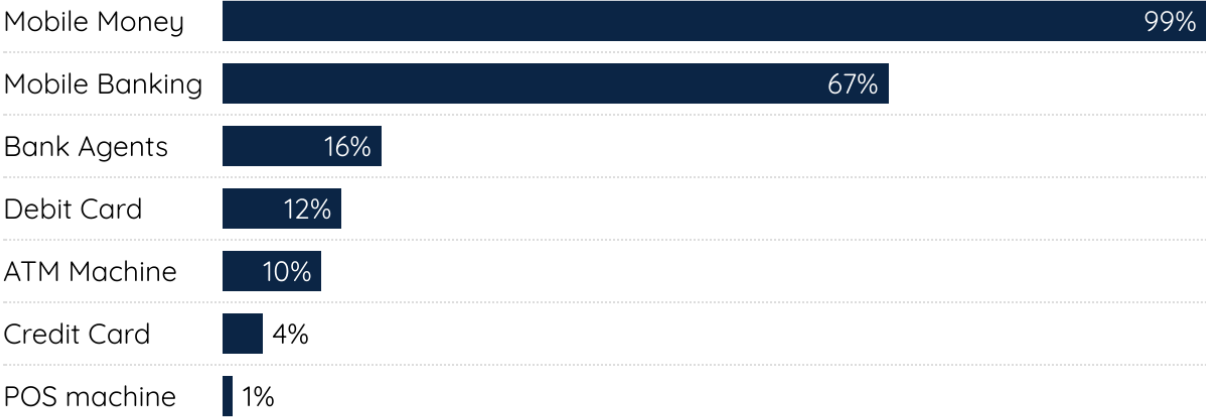 Mobile Money 99%
Mobile Banking 67%
Bank Agents 16%
Debit Card 12%
ATM Machine 10%
Credit Card 4%
POS machine 1%